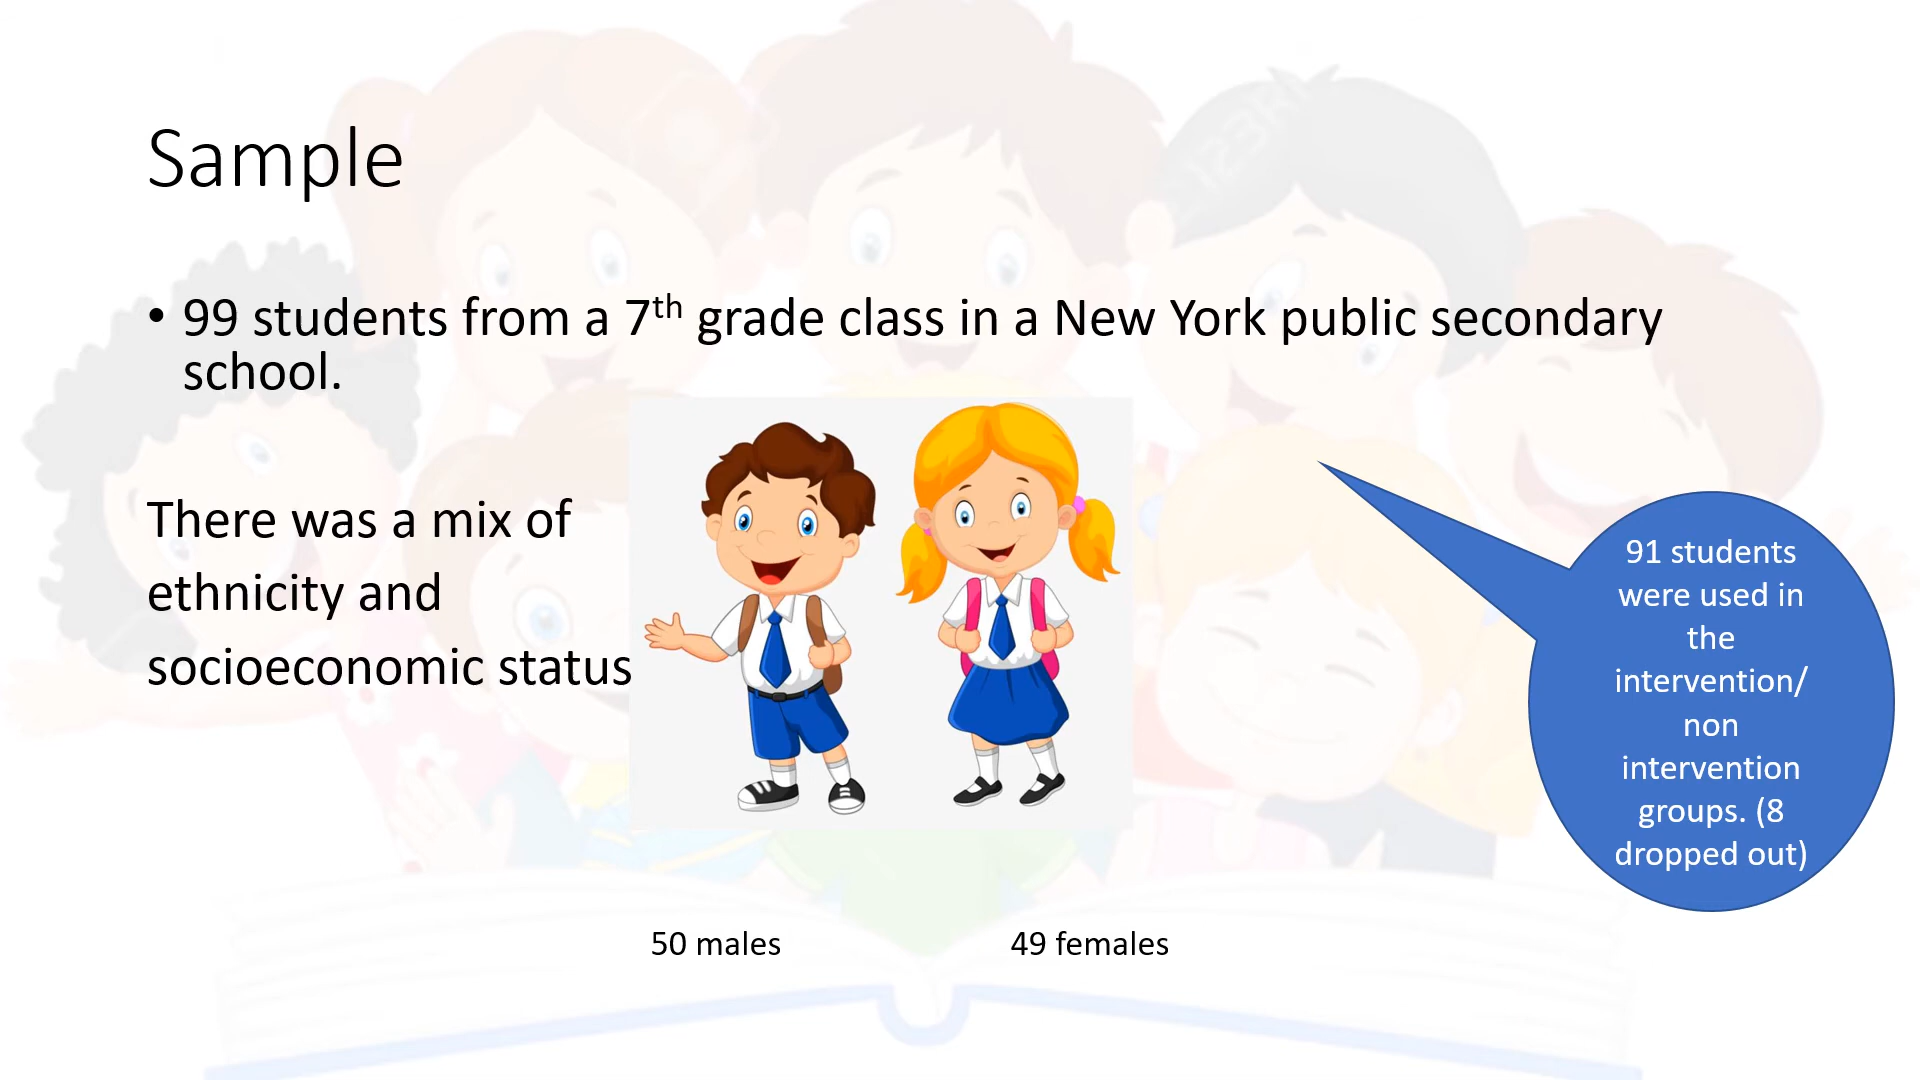 Sample
• 99 students from a 7th grade class in a New York public secondary
school.
There was a mix of
ethnicity and
socioeconomic status
91 students
were used in
the
intervention/
non
intervention
groups. (8
dropped out)
50 males
49 females
123R